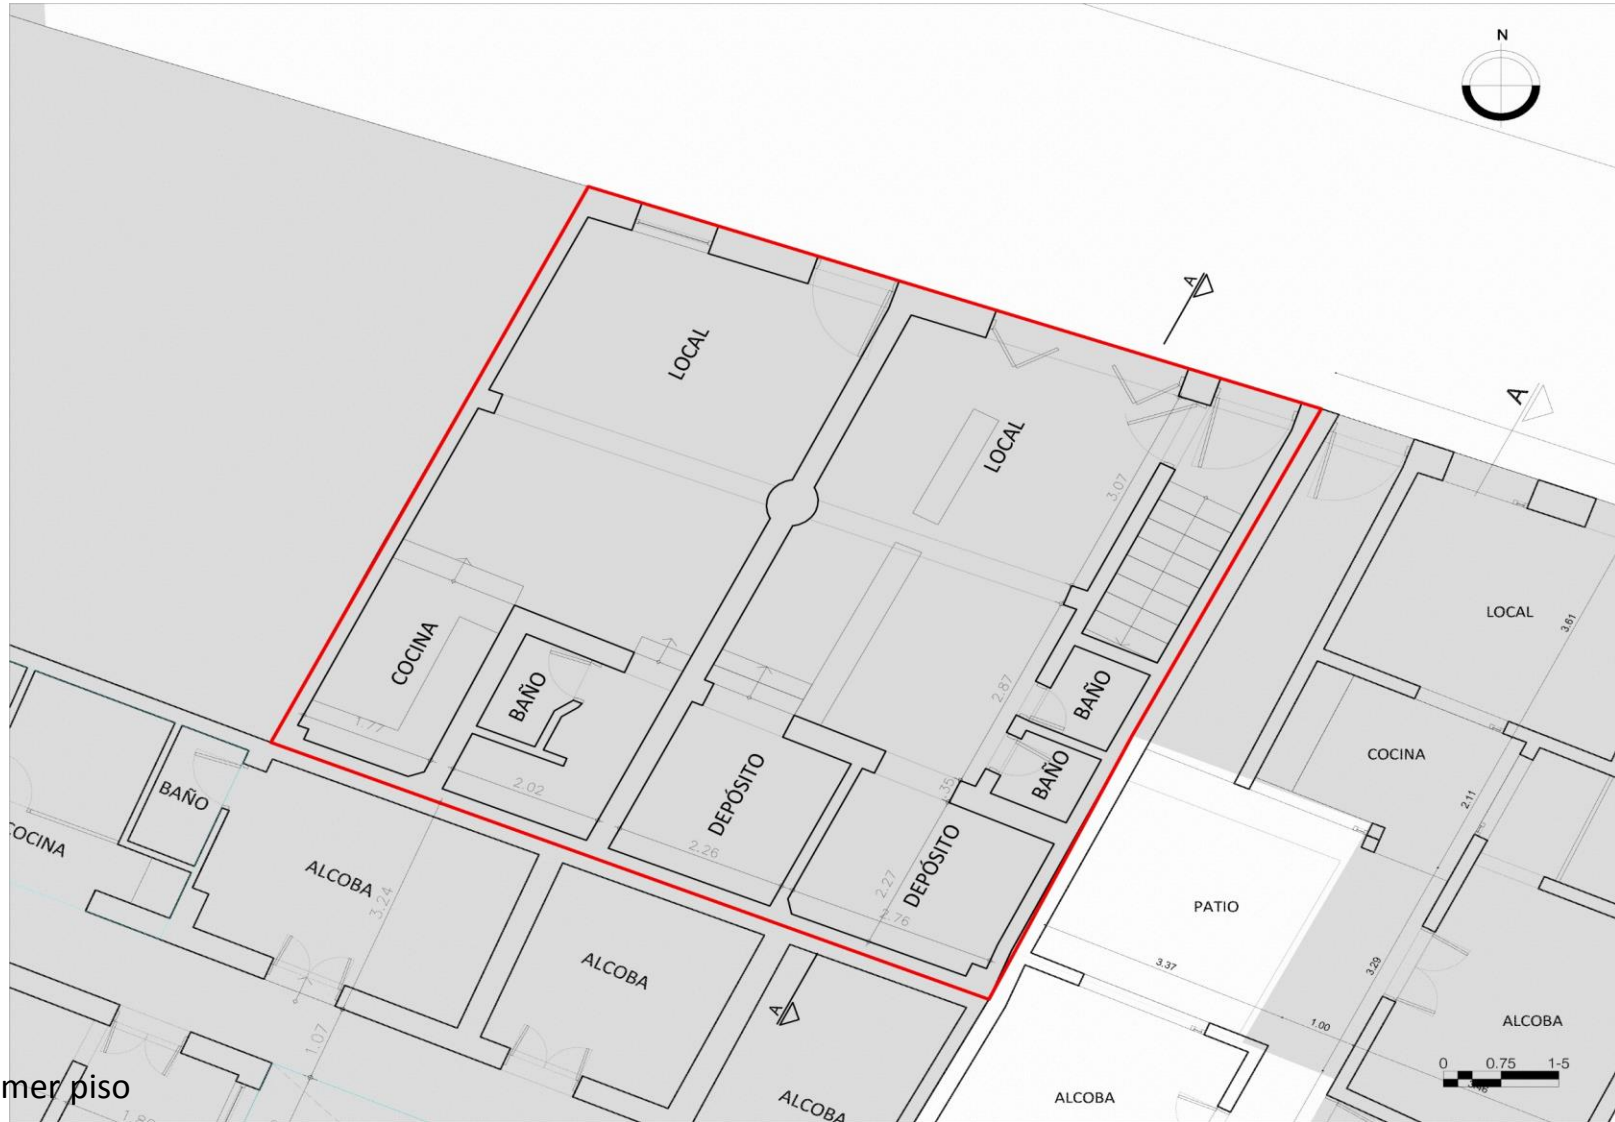 N
A
A
LOCAL
LOCAL
3.07
LOCAL
3.61
COCINA
BAÑO
2.87
BAÑO
1.77
COCINA
BAÑO
2.02
DEPÓSITO
BAÑO
2.11
BAÑO
COCINA
ALCOBA
3.24
2.26
2.27
DEPÓSITO
2.76
PATIO
3.37
3.29
ALCOBA
A
1.00
ALCOBA
1.07
0 0.75 1-5
mer piso
ALCOBA
ALCOBA